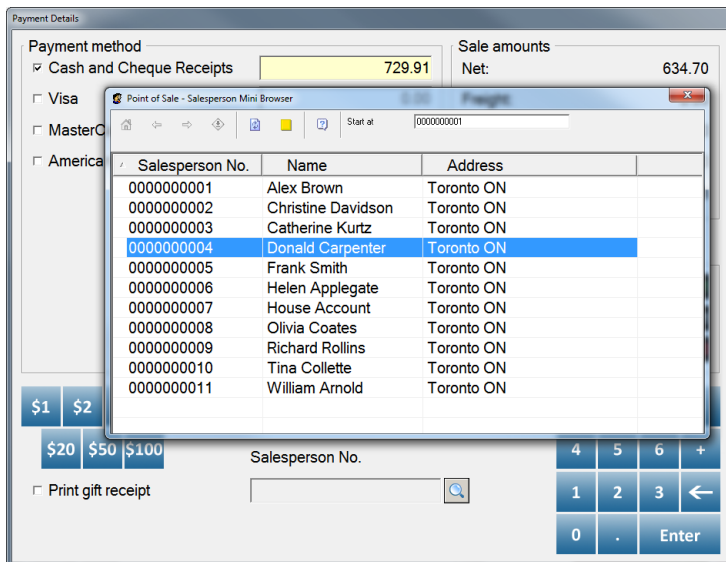 Payment Details
Payment method
Sale amounts
Cash and Cheque Receipts 729.91
Net: 634.70
Visa 0.00
Freight:
MasterC
America
Point of Sale - Salesperson Mini Browser
Start at 0000000001
Salesperson No. Name Address
0000000001 Alex Brown Toronto ON
0000000002 Christine Davidson Toronto ON
0000000003 Catherine Kurtz Toronto ON
0000000004 Donald Carpenter Toronto ON
0000000005 Frank Smith Toronto ON
0000000006 Helen Applegate Toronto ON
0000000007 House Account Toronto ON
0000000008 Olivia Coates Toronto ON
0000000009 Richard Rollins Toronto ON
0000000010 Tina Collette Toronto ON
0000000011 William Arnold Toronto ON
$1 $2
$20 $50 $100
4 5 6 +
Salesperson No.
Print gift receipt
1 2 3 ←
0 . Enter